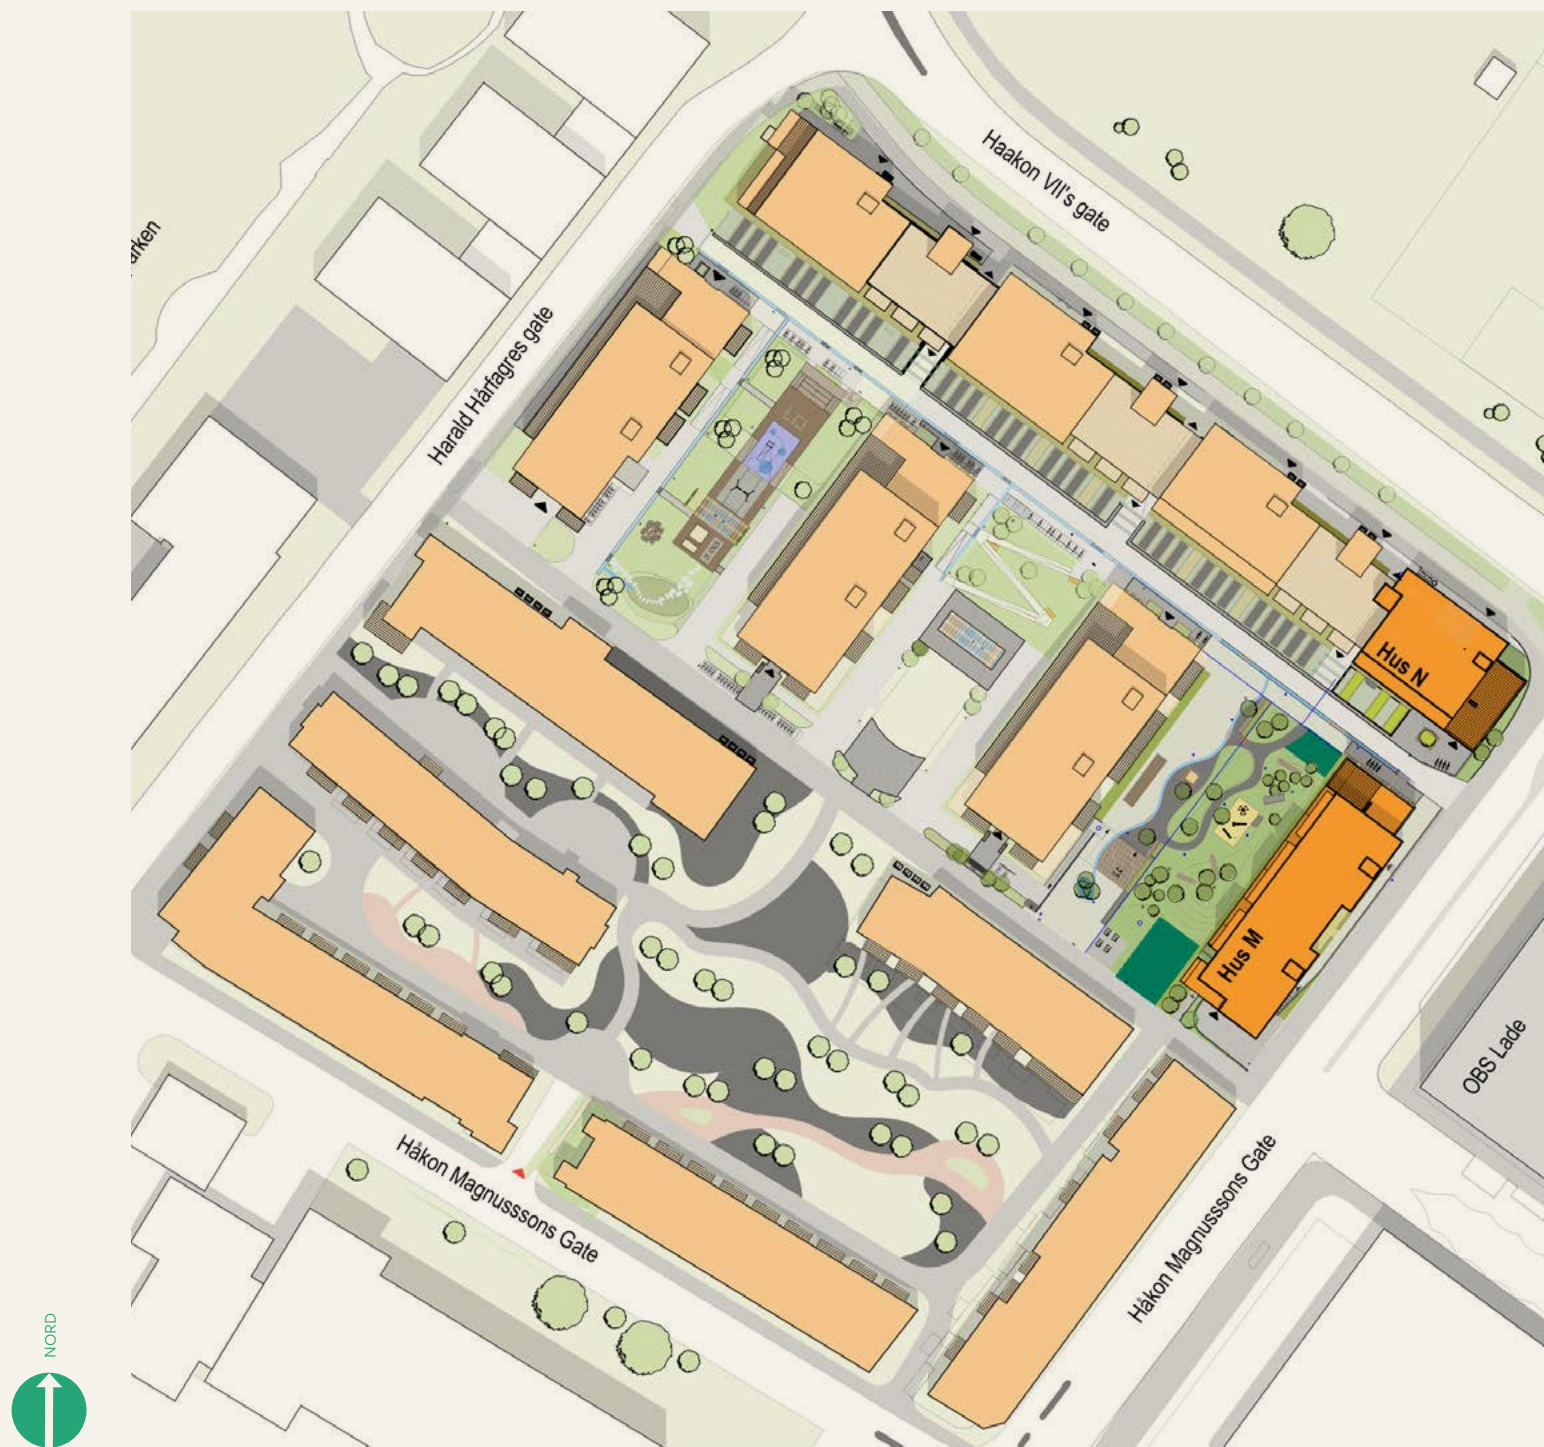 Haakon VII's gate
arken
Harald Hårfagres gate
Hus N
Hus M
OBS Lade
Håkon Magnusssons Gate
Håkon Magnusssons Gate
NORD